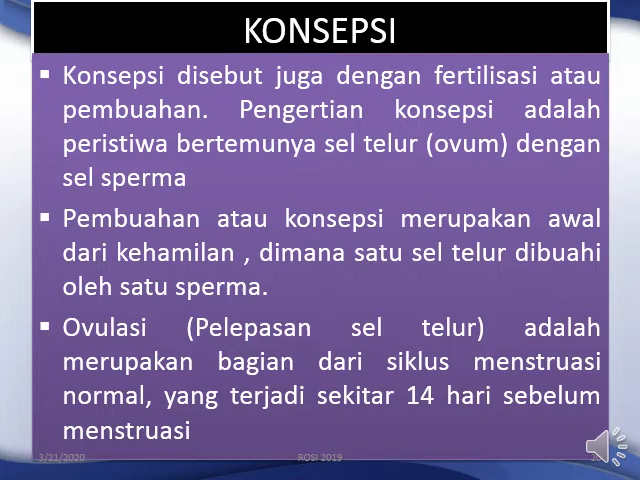 KONSEPSI
▪ Konsepsi disebut juga dengan fertilisasi atau
pembuahan. Pengertian konsepsi adalah
peristiwa bertemunya sel telur (ovum) dengan
sel sperma
▪ Pembuahan atau konsepsi merupakan awal
dari kehamilan , dimana satu sel telur dibuahi
oleh satu sperma.
▪ Ovulasi (Pelepasan sel telur) adalah
merupakan bagian dari siklus menstruasi
normal, yang terjadi sekitar 14 hari sebelum
menstruasi
3/21/2020 ROSI 2019